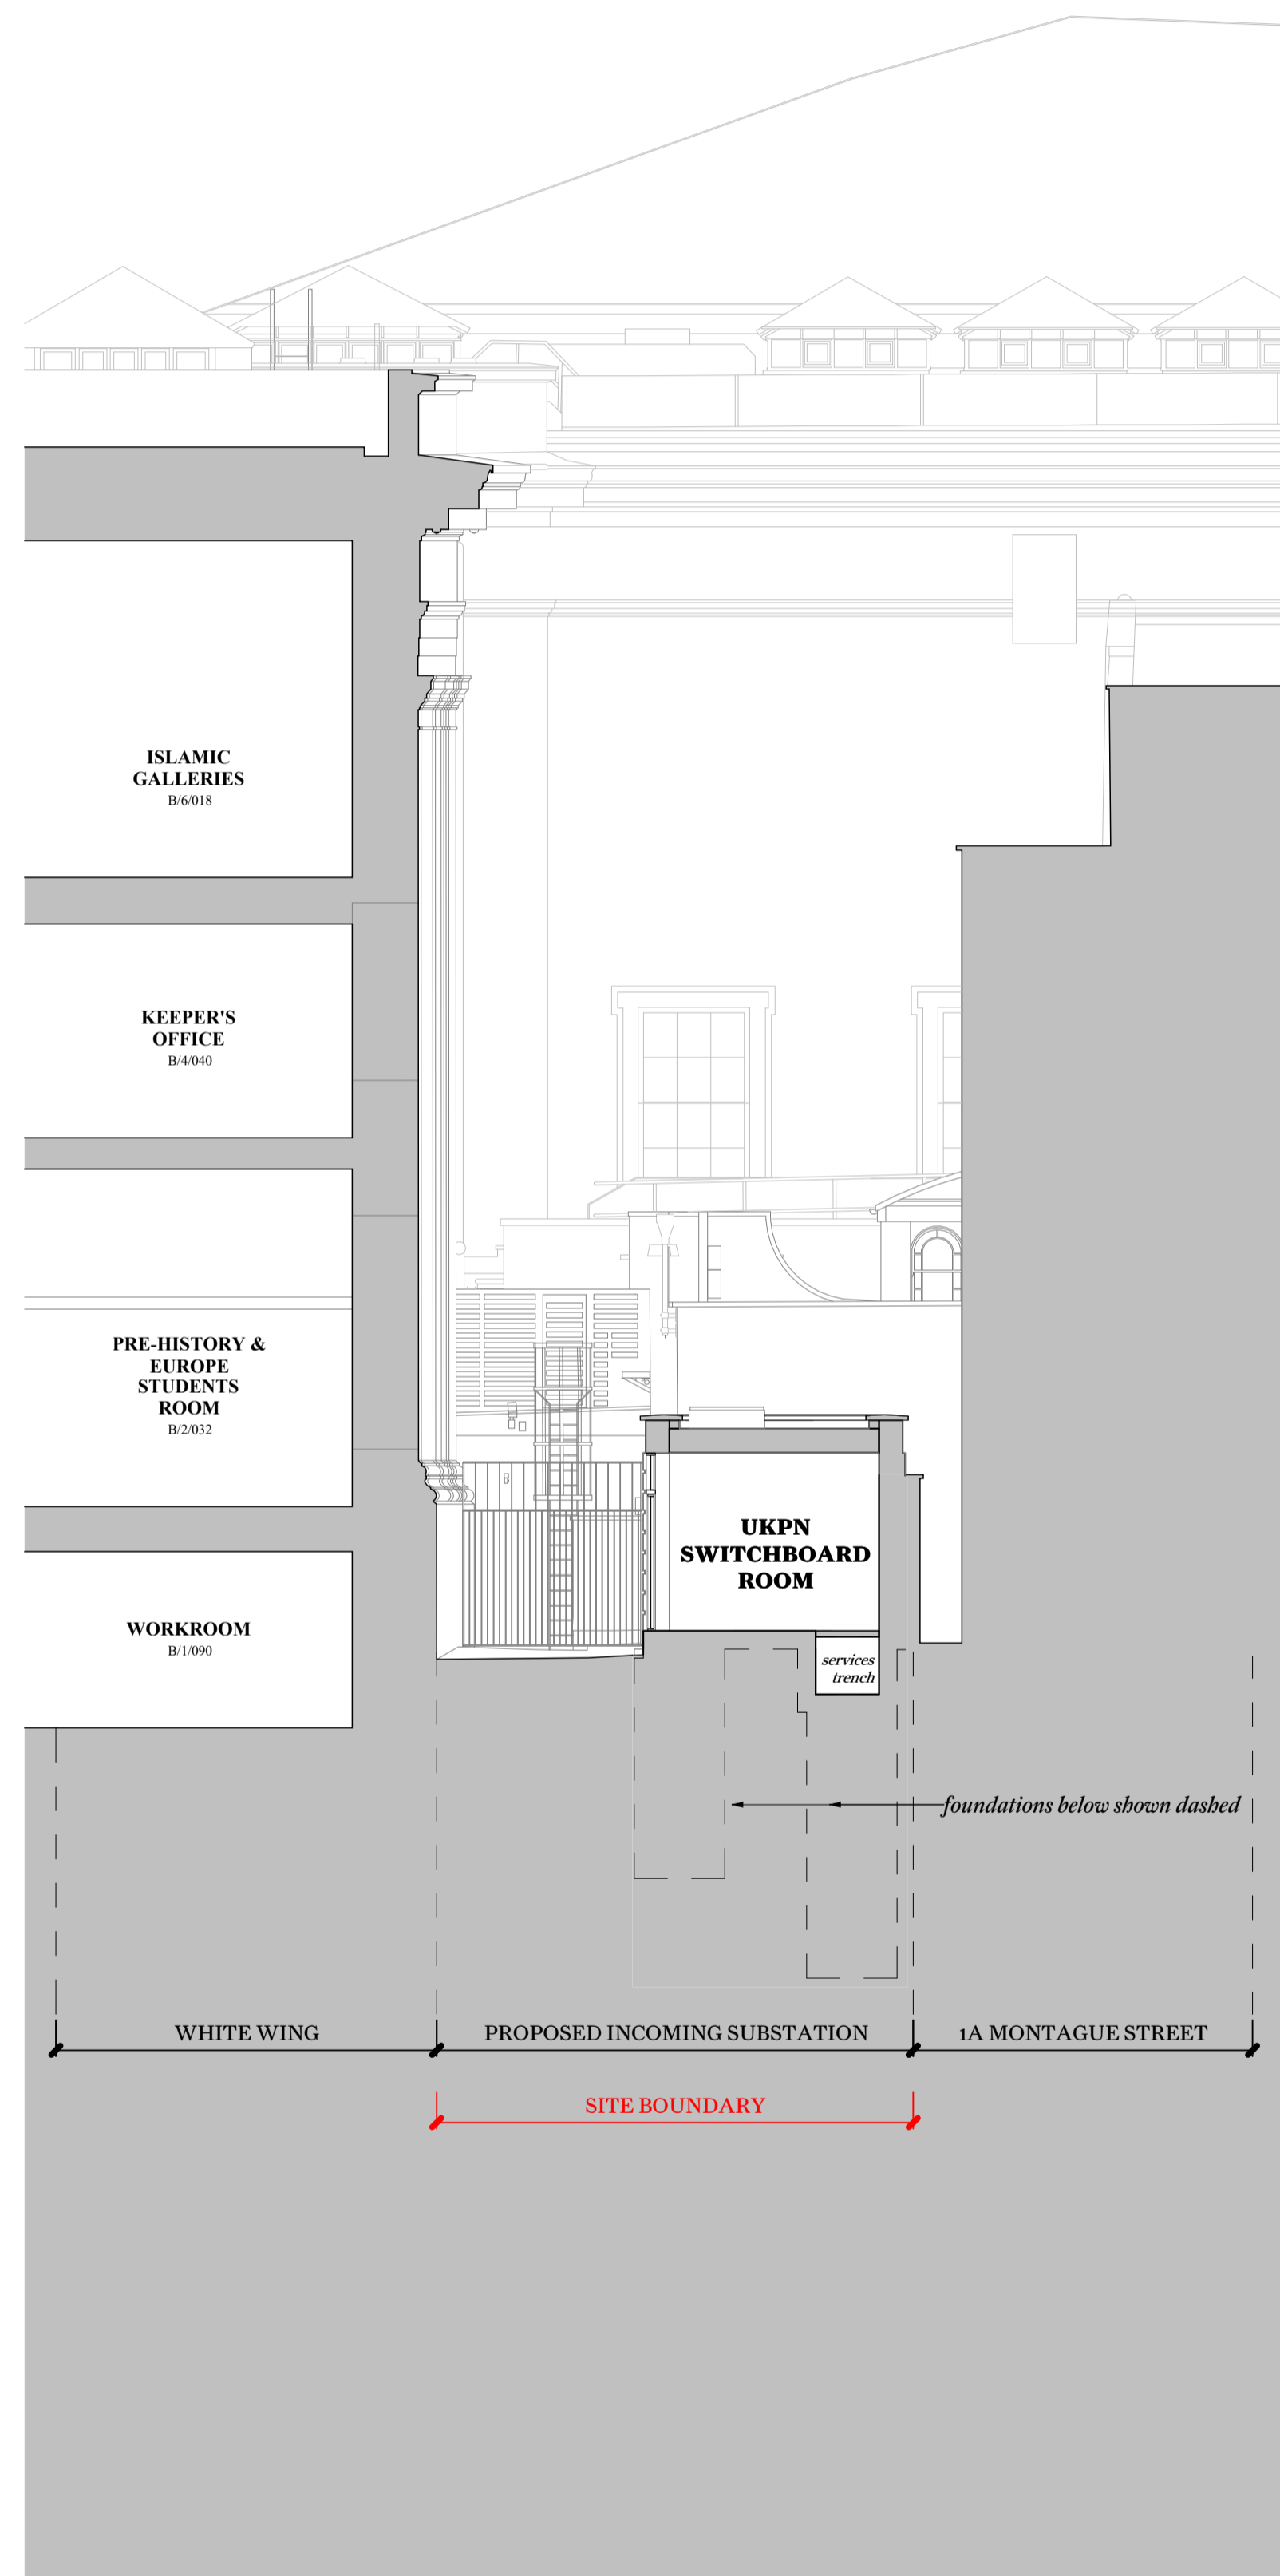 ISLAMIC
GALLERIES
B/6/018
KEEPER'S
OFFICE
B/4/040
PRE-HISTORY &
EUROPE
STUDENTS
ROOM
B/2/032
UKPN
SWITCHBOARD
ROOM
WORKROOM
B/1/090
services
trench
foundations below shown dashed
WHITE WING
PROPOSED INCOMING SUBSTATION
1A MONTAGUE STREET
SITE BOUNDARY